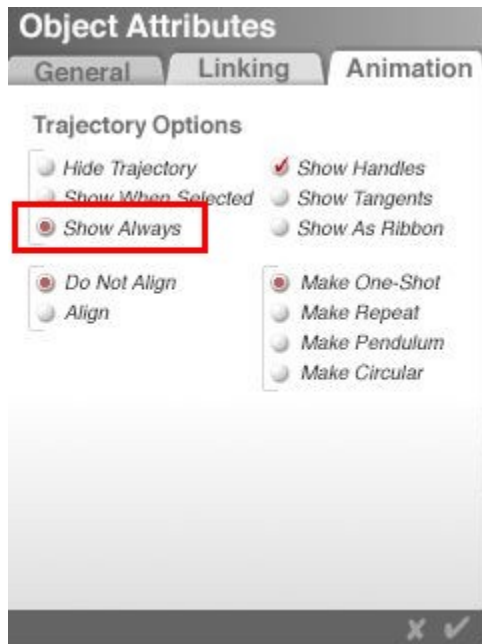 Object Attributes
General Linking Animation
Trajectory Options
Hide Trajectory
Show When Selected
Show Always
Show Handles
Show Tangents
Show As Ribbon
Do Not Align
Align
Make One-Shot
Make Repeat
Make Pendulum
Make Circular